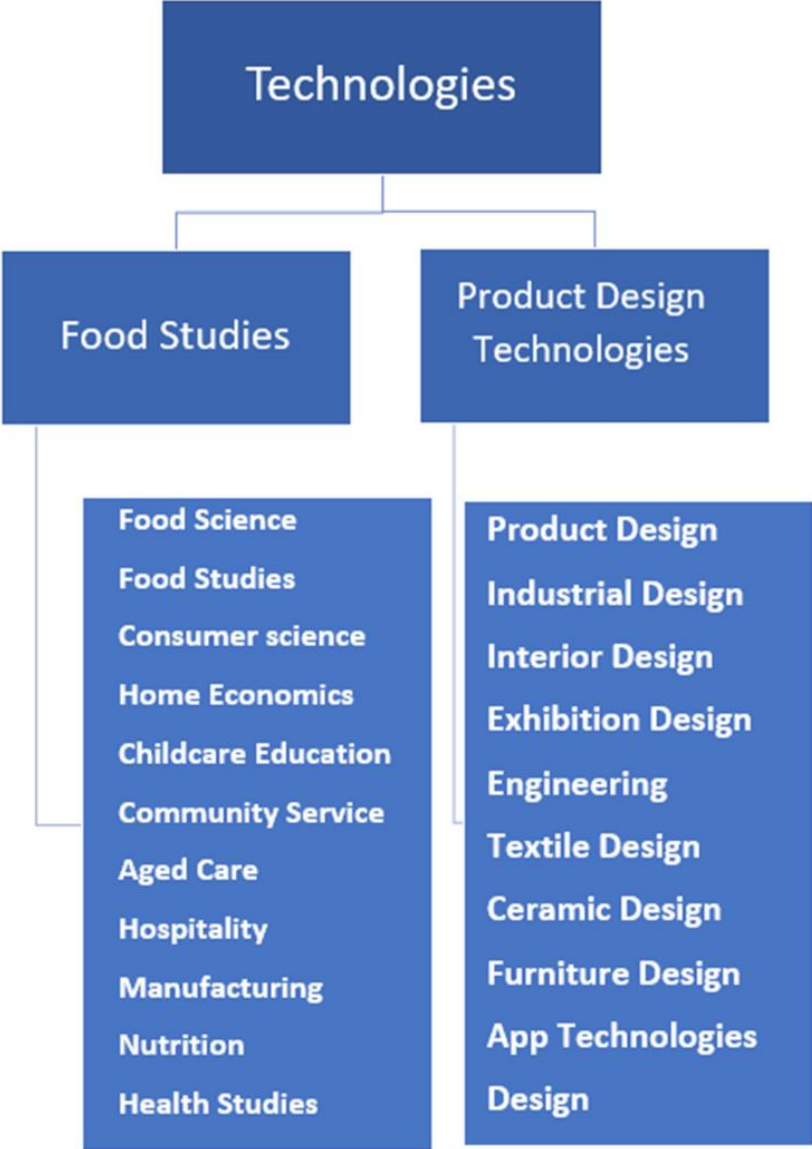 Technologies
Food Studies
Product Design
Technologies
Food Science
Food Studies
Consumer science
Home Economics
Childcare Education
Community Service
Aged Care
Hospitality
Manufacturing
Nutrition
Health Studies
Product Design
Industrial Design
Interior Design
Exhibition Design
Engineering
Textile Design
Ceramic Design
Furniture Design
App Technologies
Design